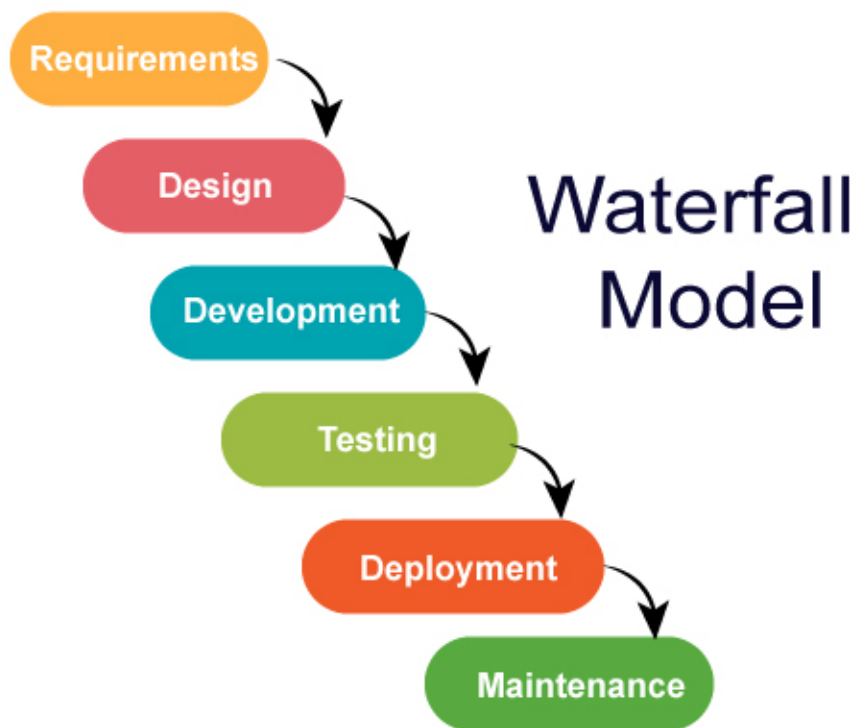 Requirements
Design
Waterfall
Model
Development
Testing
Deployment
Maintenance